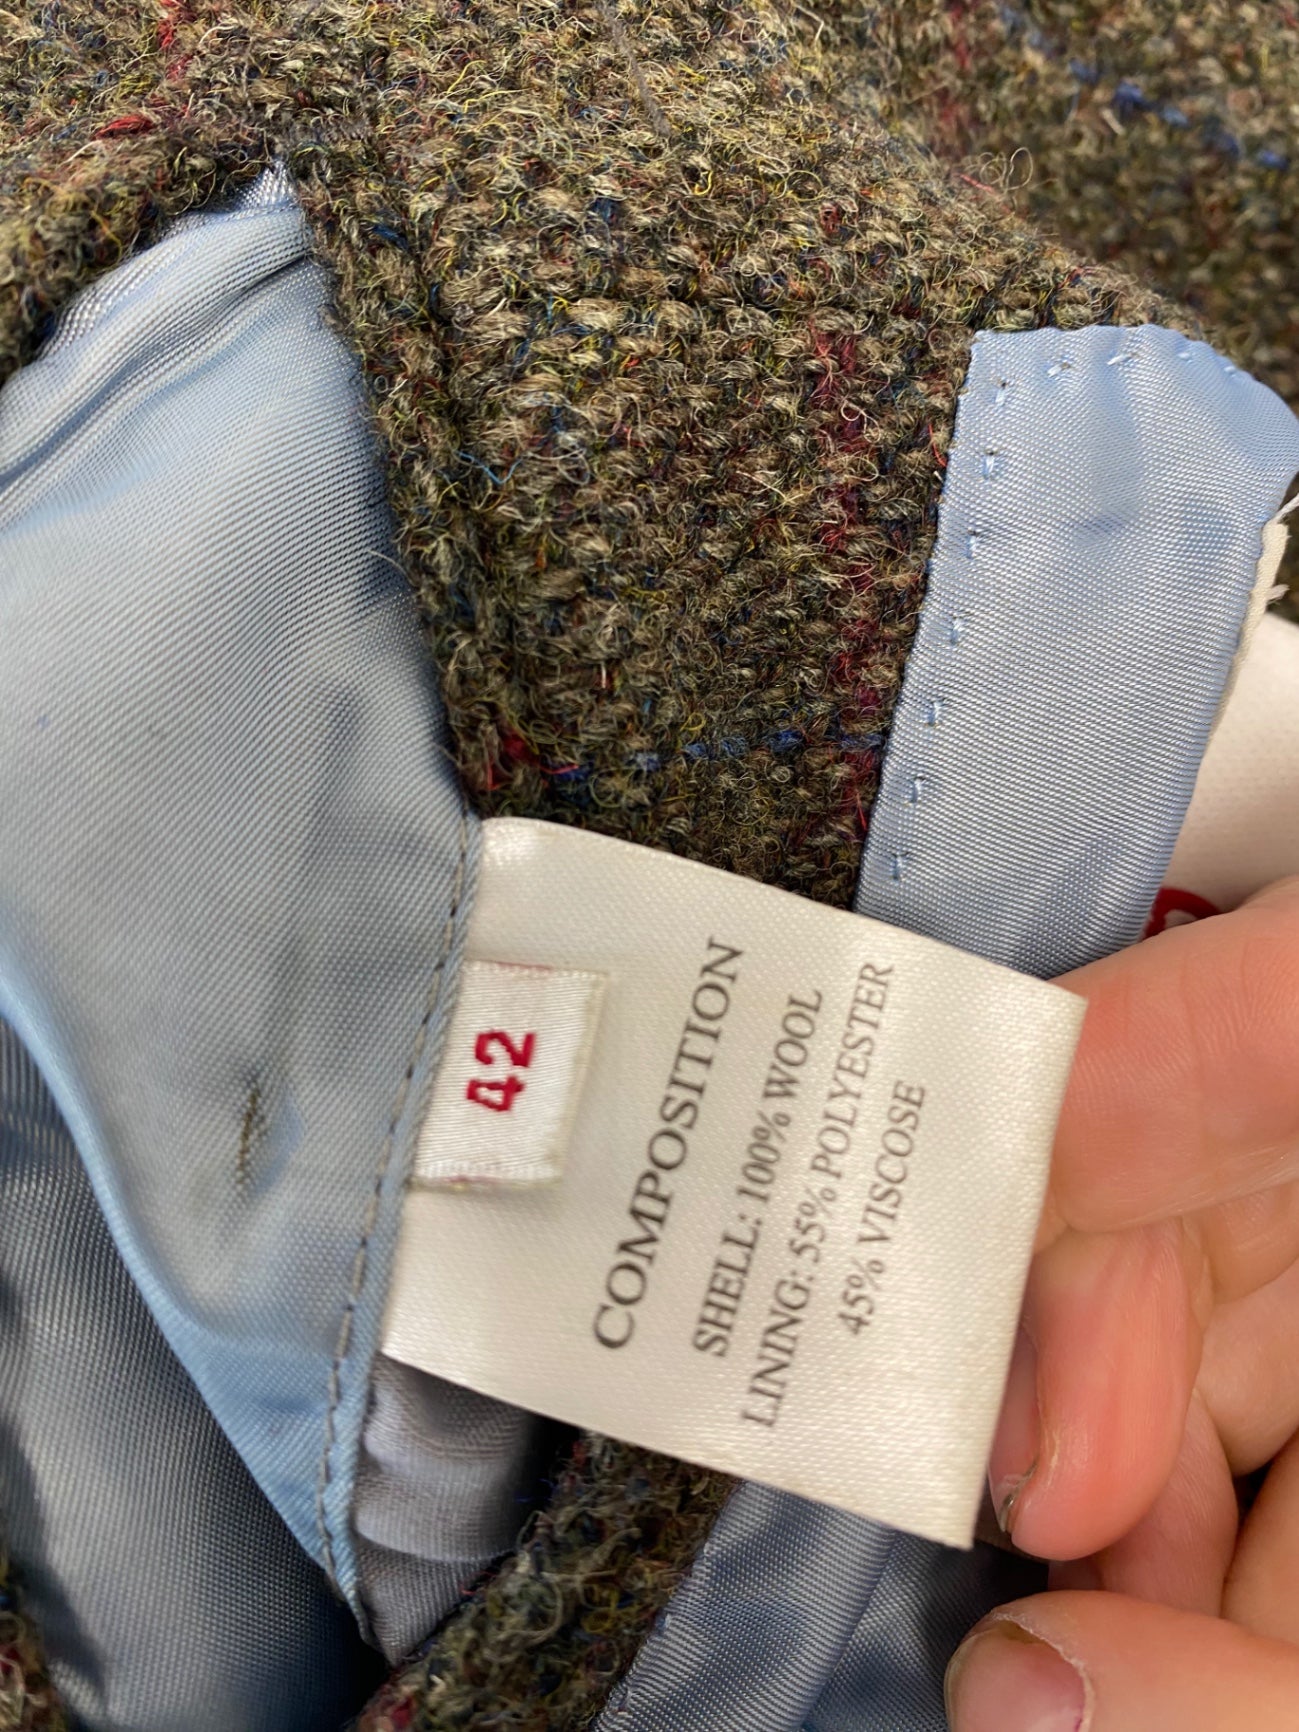 42
COMPOSITION
SHELL: 100% WOOL
LINING: 55% POLYESTER
45% VISCOSE